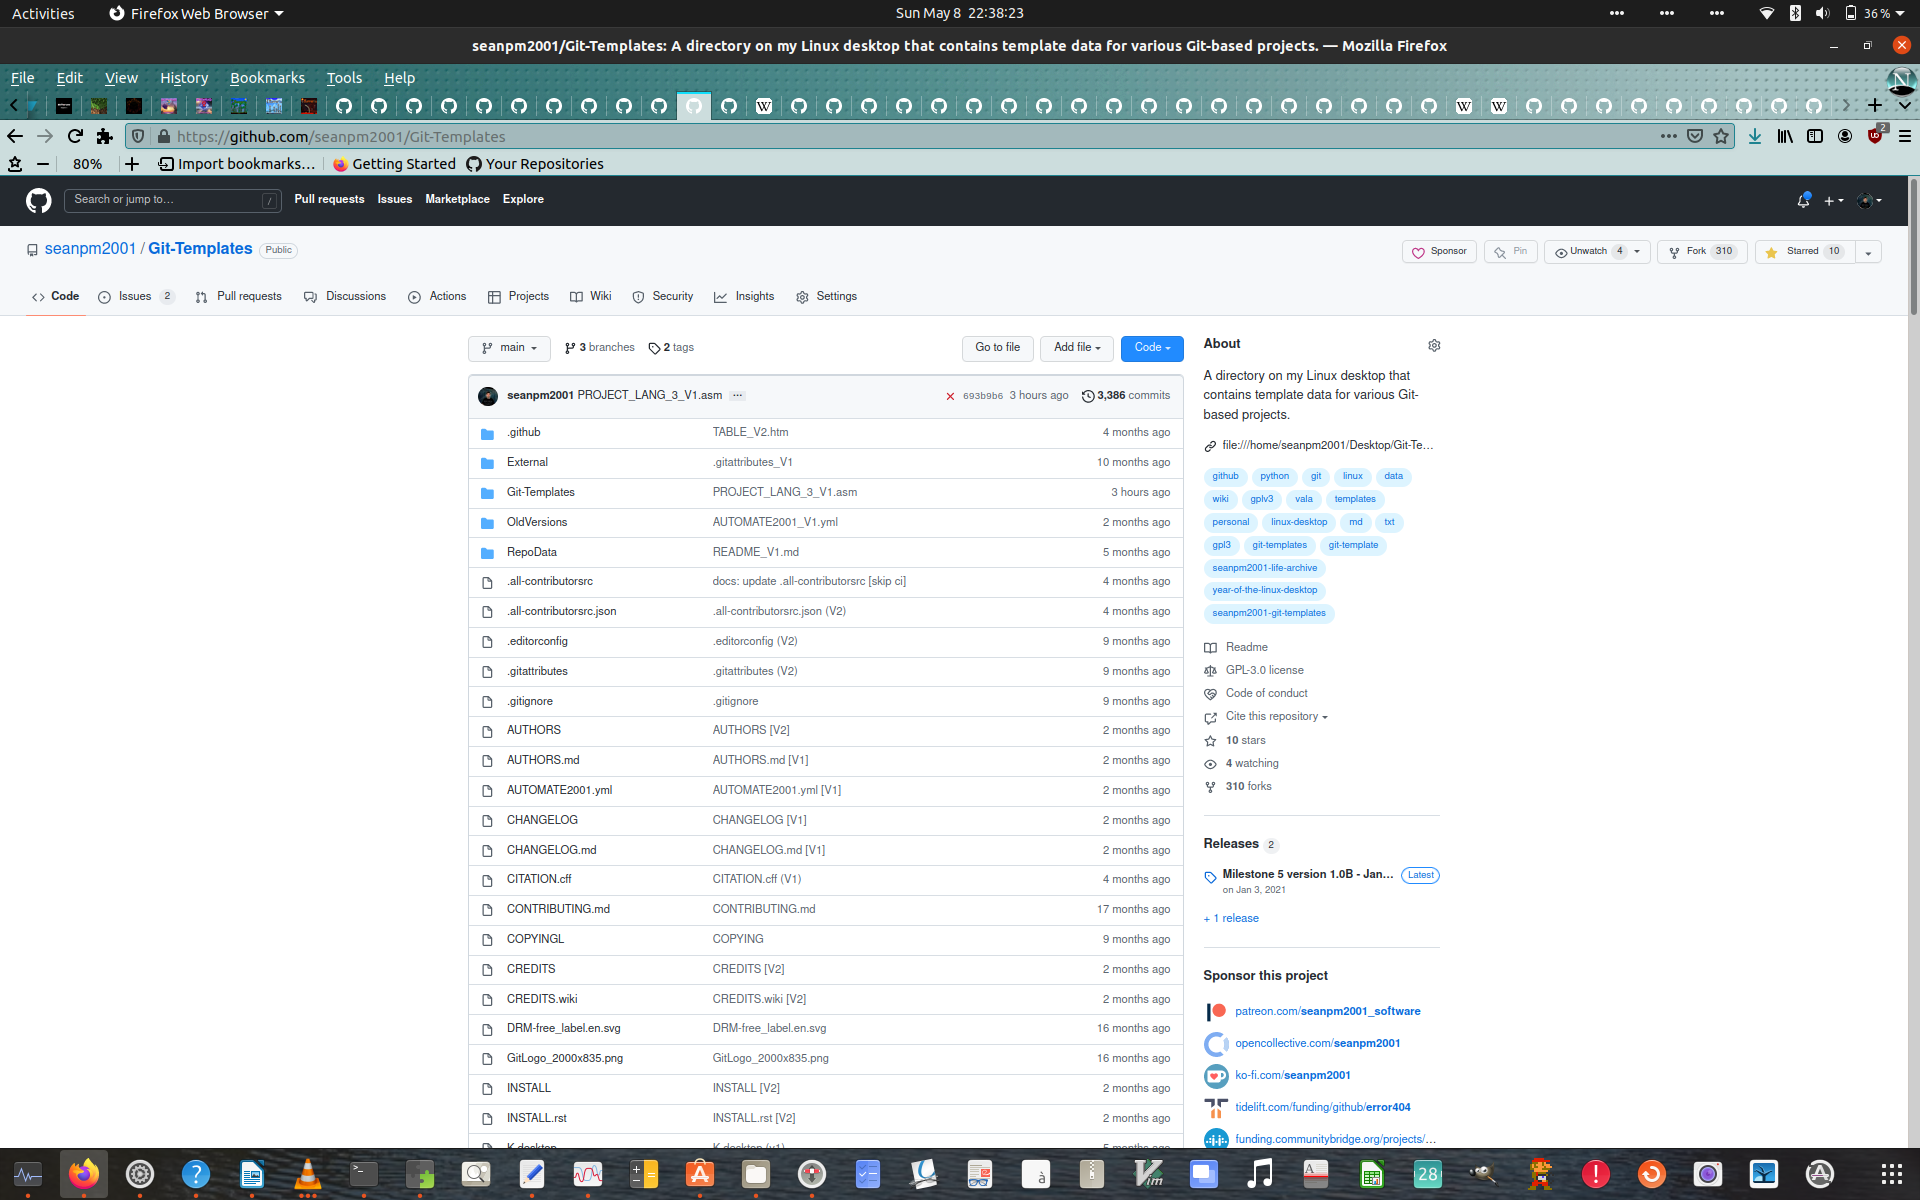 Activities Firefox Web Browser Sun May 8 22:38:23 36%
seanpm2001/Git-Templates: A directory on my Linux desktop that contains template data for various Git-based projects. — Mozilla Firefox
File Edit View History Bookmarks Tools Help
https://github.com/seanpm2001/Git-Templates 2
80% Import bookmarks... Getting Started Your Repositories
Search or jump to... / Pull requests Issues Marketplace Explore
seanpm2001 / Git-Templates Public Sponsor Pin Unwatch 4 Fork 310 Starred 10
Code Issues 2 Pull requests Discussions Actions Projects Wiki Security Insights Settings
main 3 branches 2 tags Go to file Add file Code
seanpm2001 PROJECT_LANG_3_V1.asm ... 693b9b6 3 hours ago 3,386 commits
.github TABLE_V2.htm 4 months ago
External .gitattributes_V1 10 months ago
Git-Templates PROJECT_LANG_3_V1.asm 3 hours ago
OldVersions AUTOMATE2001_V1.yml 2 months ago
RepoData README_V1.md 5 months ago
.all-contributorsrc docs: update .all-contributorsrc [skip ci] 4 months ago
.all-contributorsrc.json .all-contributorsrc.json (V2) 4 months ago
.editorconfig .editorconfig (V2) 9 months ago
.gitattributes .gitattributes (V2) 9 months ago
.gitignore .gitignore 9 months ago
AUTHORS AUTHORS [V2] 2 months ago
AUTHORS.md AUTHORS.md [V1] 2 months ago
AUTOMATE2001.yml AUTOMATE2001.yml [V1] 2 months ago
CHANGELOG CHANGELOG [V1] 2 months ago
CHANGELOG.md CHANGELOG.md [V1] 2 months ago
CITATION.cff CITATION.cff (V1) 4 months ago
CONTRIBUTING.md CONTRIBUTING.md 17 months ago
COPYINGL COPYING 9 months ago
CREDITS CREDITS [V2] 2 months ago
CREDITS.wiki CREDITS.wiki [V2] 2 months ago
DRM-free_label.en.svg DRM-free_label.en.svg 16 months ago
GitLogo_2000x835.png GitLogo_2000x835.png 16 months ago
INSTALL INSTALL [V2] 2 months ago
INSTALL.rst INSTALL.rst [V2] 2 months ago
About
A directory on my Linux desktop that
contains template data for various Git-
based projects.
file:///home/seanpm2001/Desktop/Git-Te...
github python git linux data
wiki gplv3 vala templates
personal linux-desktop md txt
gpl3 git-templates git-template
seanpm2001-life-archive
year-of-the-linux-desktop
seanpm2001-git-templates
Readme
GPL-3.0 license
Code of conduct
Cite this repository
10 stars
4 watching
310 forks
Releases 2
Milestone 5 version 1.0B - Jan... Latest
on Jan 3, 2021
+ 1 release
Sponsor this project
patreon.com/seanpm2001_software
opencollective.com/seanpm2001
ko-fi.com/seanpm2001
tidelift.com/funding/github/error404
funding.communitybridge.org/projects/...
28